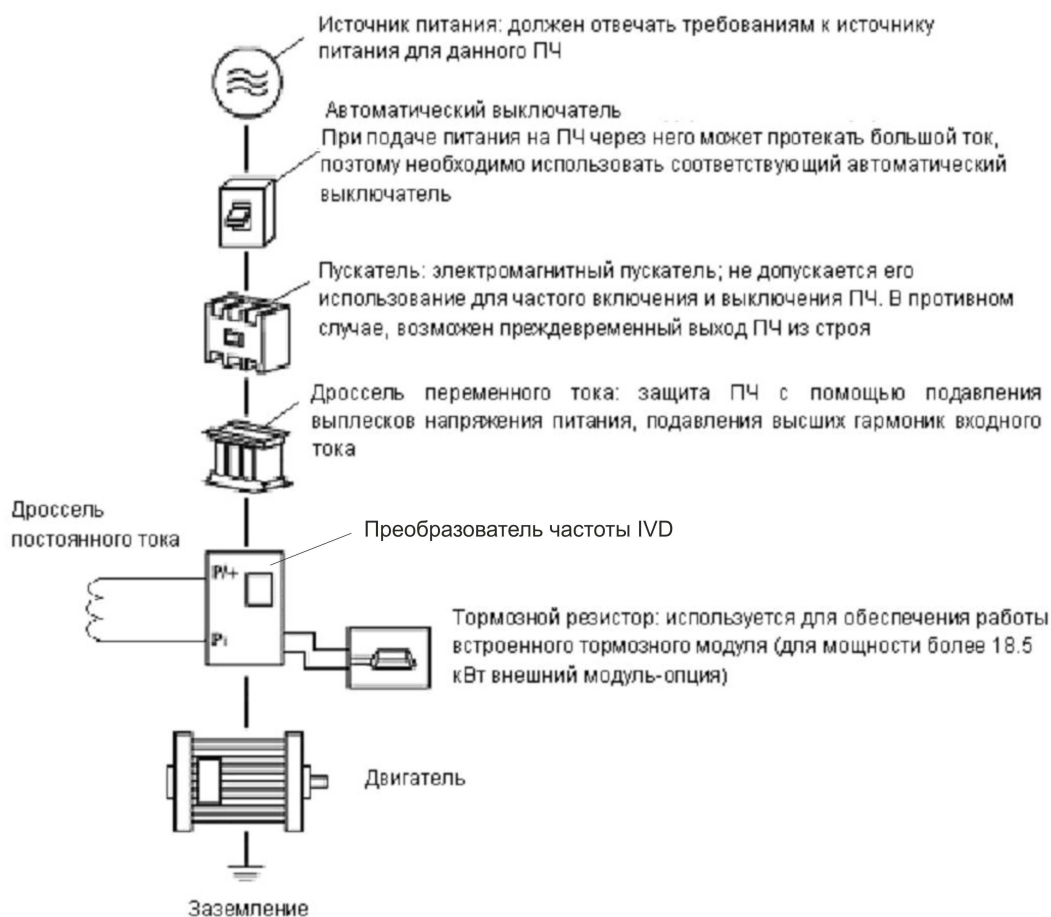 Источник питания: должен отвечать требованиям к источнику
питания для данного ПЧ
Автоматический выключатель
При подаче питания на ПЧ через него может протекать большой ток,
поэтому необходимо использовать соответствующий автоматический
выключатель
Пускатель: электромагнитный пускатель; не допускается его
использование для частого включения и выключения ПЧ. В противном
случае, возможен преждевременный выход ПЧ из строя
Дроссель переменного тока: защита ПЧ с помощью подавления
выплесков напряжения питания, подавления высших гармоник входного
тока
Дроссель
постоянного тока
Преобразователь частоты IVD
P/+
P₁
Тормозной резистор: используется для обеспечения работы
встроенного тормозного модуля (для мощности более 18.5
кВт внешний модуль-опция)
Двигатель
Заземление